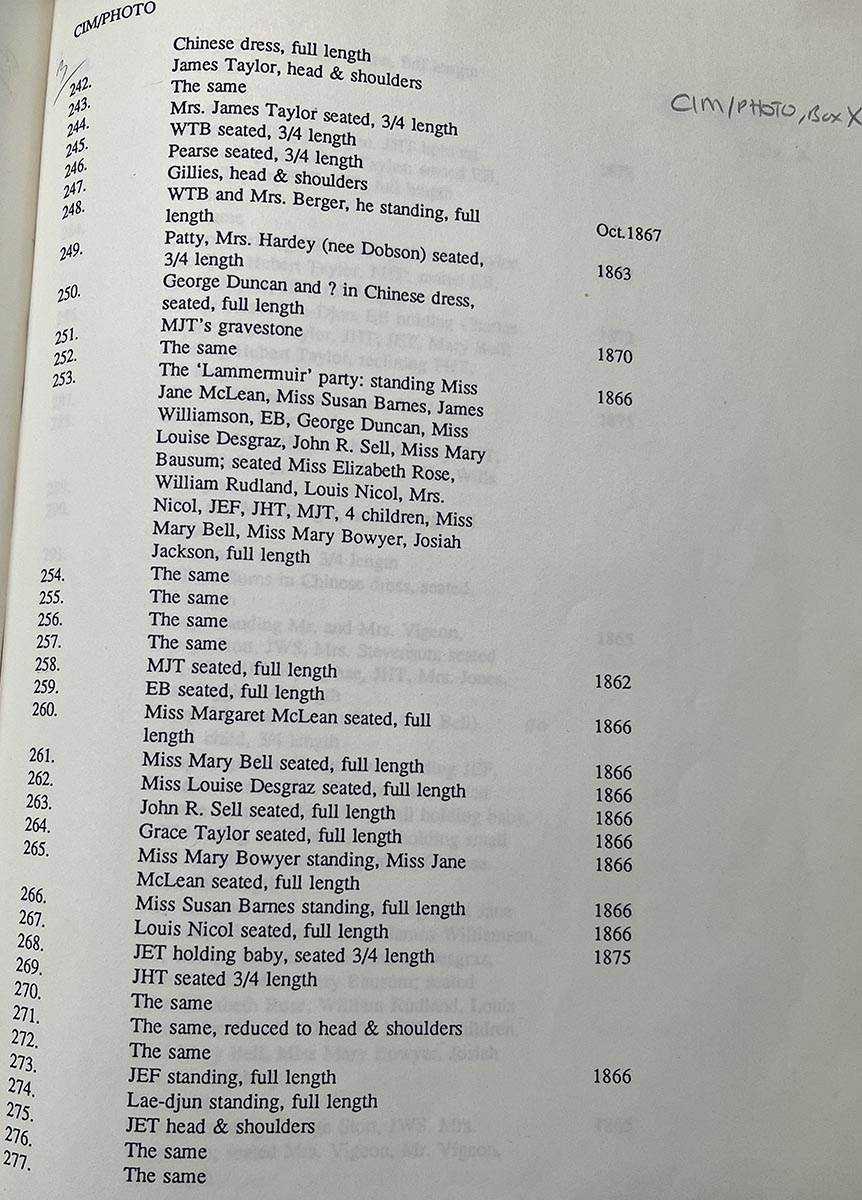 CIM/PHOTO
CIM/PHOTO, Box X
Chinese dress, full length
242. James Taylor, head & shoulders
243. The same
244. Mrs. James Taylor seated, 3/4 length
245. WTB seated, 3/4 length
246. Pearse seated, 3/4 length
247. Gillies, head & shoulders
248. WTB and Mrs. Berger, he standing, full Oct.1867
length
249. Patty, Mrs. Hardey (nee Dobson) seated, 1863
3/4 length
250. George Duncan and ? in Chinese dress,
seated, full length
251. MJT's gravestone 1870
252. The same
253. The ‘Lammermuir’ party: standing Miss 1866
Jane McLean, Miss Susan Barnes, James
Williamson, EB, George Duncan, Miss
Louise Desgraz, John R. Sell, Miss Mary
Bausum; seated Miss Elizabeth Rose,
William Rudland, Louis Nicol, Mrs.
Nicol, JEF, JHT, MJT, 4 children, Miss
Mary Bell, Miss Mary Bowyer, Josiah
Jackson, full length
254. The same
255. The same
256. The same
257. The same
258. MJT seated, full length 1862
259. EB seated, full length
260. Miss Margaret McLean seated, full 1866
length
261. Miss Mary Bell seated, full length 1866
262. Miss Louise Desgraz seated, full length 1866
263. John R. Sell seated, full length 1866
264. Grace Taylor seated, full length 1866
265. Miss Mary Bowyer standing, Miss Jane 1866
McLean seated, full length
266. Miss Susan Barnes standing, full length 1866
267. Louis Nicol seated, full length 1866
268. JET holding baby, seated 3/4 length 1875
269. JHT seated 3/4 length
270. The same
271. The same, reduced to head & shoulders
272. The same
273. JEF standing, full length 1866
274. Lae-djun standing, full length
275. JET head & shoulders
276. The same
277. The same